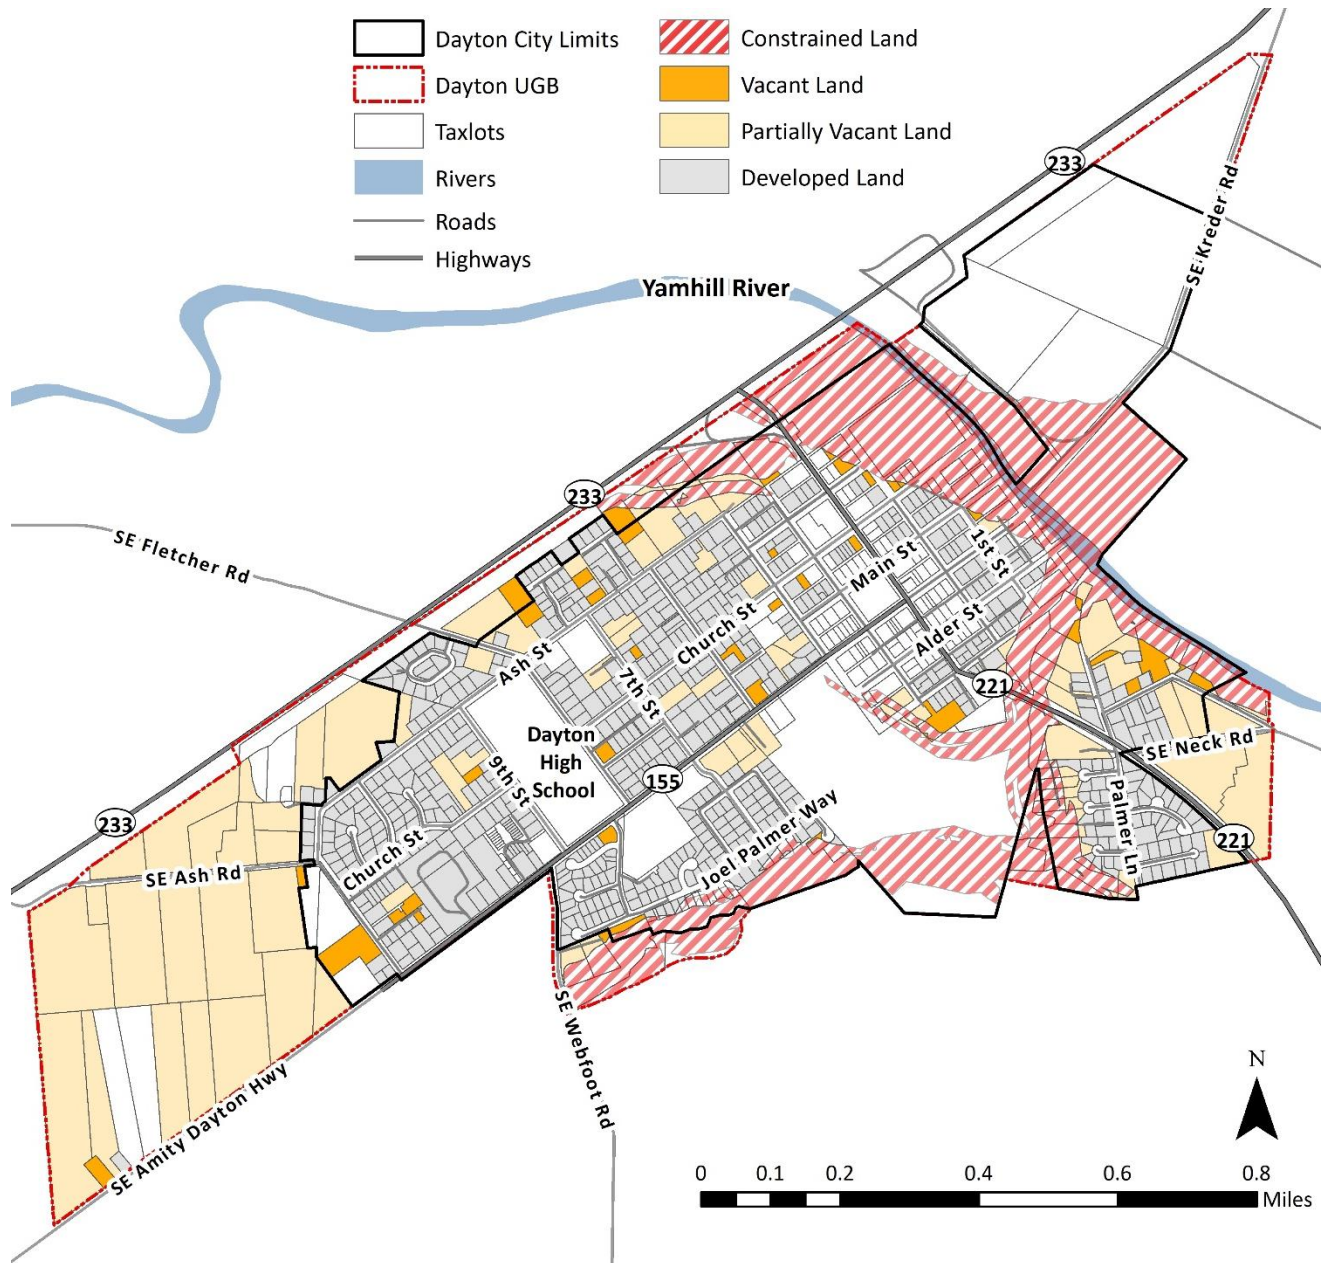 Dayton City Limits
Dayton UGB
Taxlots
Rivers
Roads
Highways
Constrained Land
Vacant Land
Partially Vacant Land
Developed Land
233
SE Kreder Rd
Yamhill River
233
SE Fletcher Rd
1st St
Main St
Church St
Alder St
Ash St
7th St
221
Dayton
High
School
155
9th St
SE Neck Rd
Palmer Ln
Joel Palmer Way
233
221
Church St
SE Ash Rd
SE Webfoot Rd
SE Amity Dayton Hwy
N
0 0.1 0.2 0.4 0.6 0.8
Miles